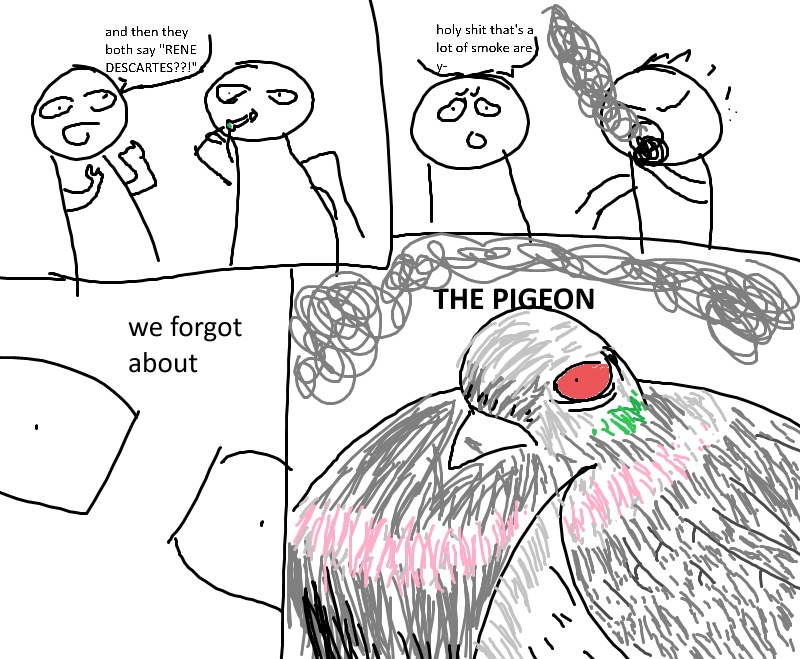 and then they
both say "RENE
DESCARTES??!"
holy shit that's a
lot of smoke are
y-
we forgot
about
THE PIGEON